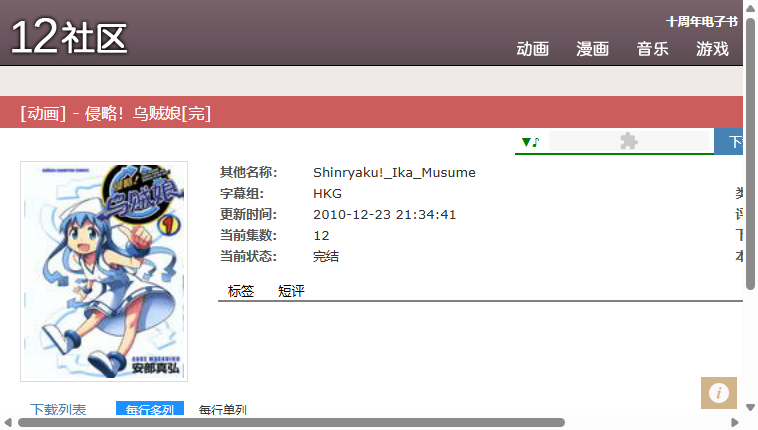 12社区
十周年电子书
动画 漫画 音乐 游戏
[动画] - 侵略！乌贼娘[完]
▼♪
其他名称: Shinryaku!_Ika_Musume
字幕组: HKG
更新时间: 2010-12-23 21:34:41
当前集数: 12
当前状态: 完结
标签 短评
安部真弘
下载列表 每行多列 每行单列